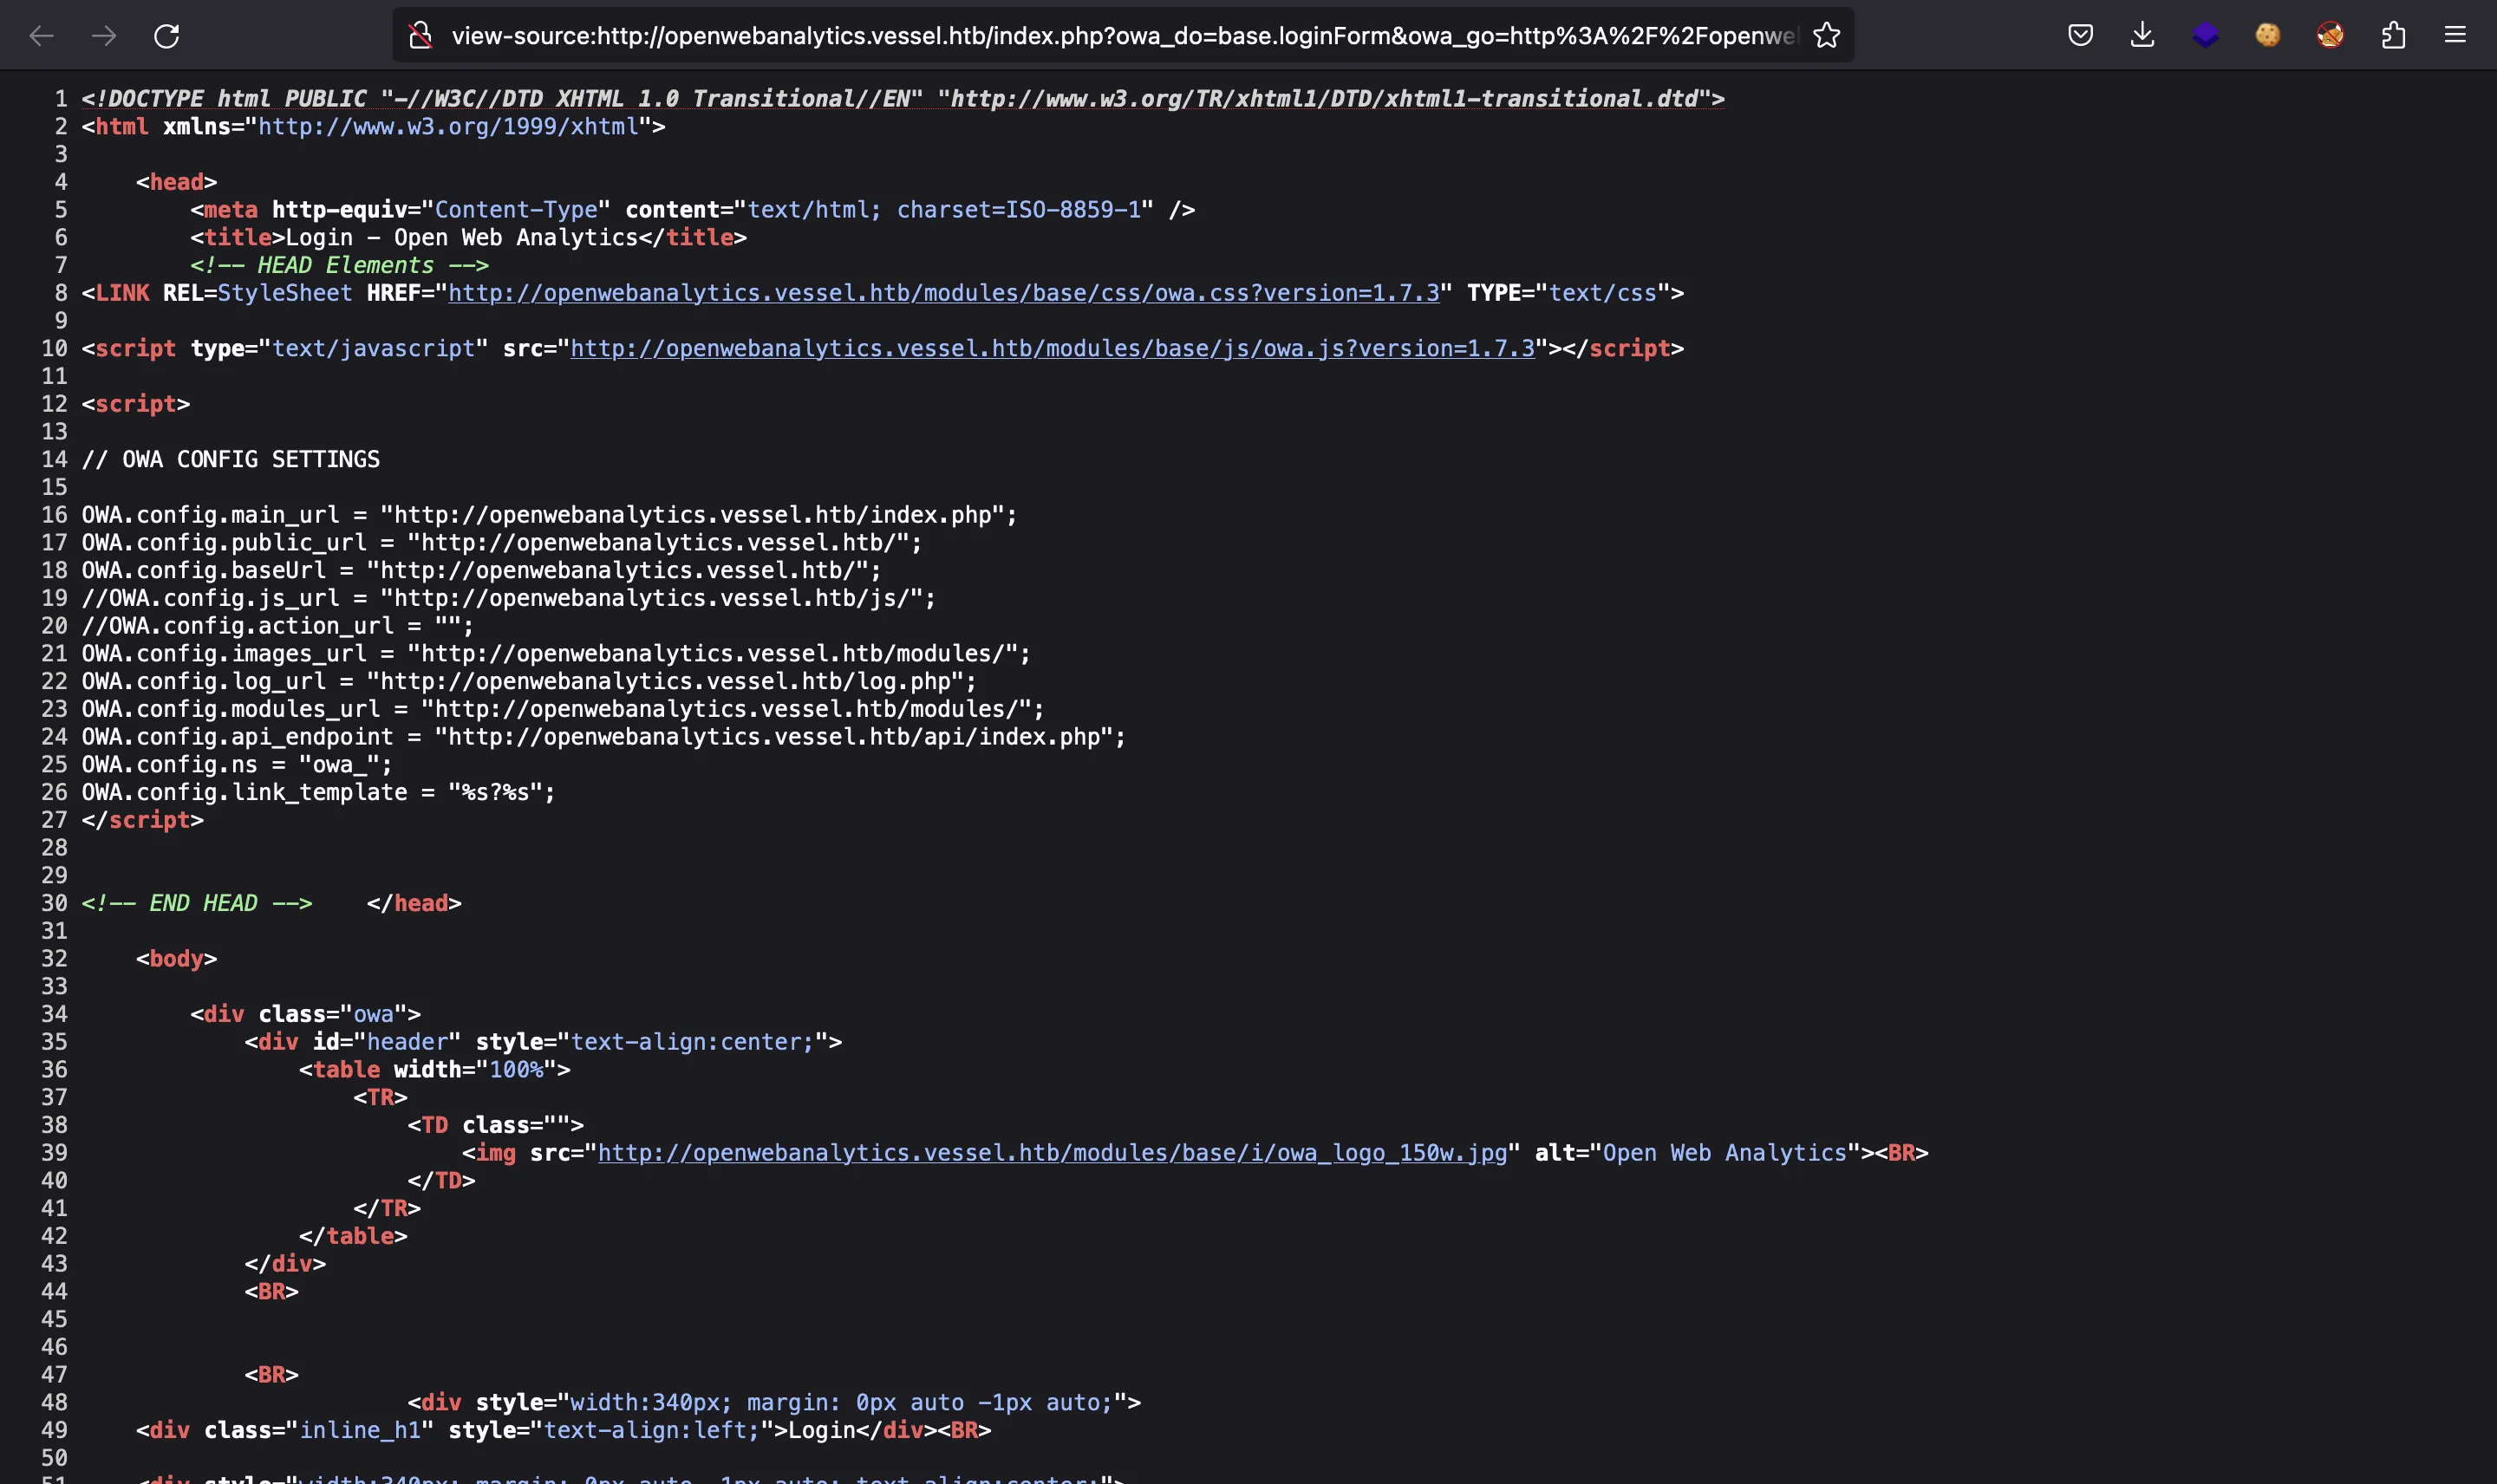 view-source:http://openwebanalytics.vessel.htb/index.php?owa_do=base.loginForm&owa_go=http%3A%2F%2Fopenwe
1 <!DOCTYPE html PUBLIC "-//W3C//DTD XHTML 1.0 Transitional//EN" "http://www.w3.org/TR/xhtml1/DTD/xhtml1-transitional.dtd">
2 <html xmlns="http://www.w3.org/1999/xhtml">
3
4     <head>
5         <meta http-equiv="Content-Type" content="text/html; charset=ISO-8859-1" />
6         <title>Login - Open Web Analytics</title>
7         <!-- HEAD Elements -->
8 <LINK REL=StyleSheet HREF="http://openwebanalytics.vessel.htb/modules/base/css/owa.css?version=1.7.3" TYPE="text/css">
9
10 <script type="text/javascript" src="http://openwebanalytics.vessel.htb/modules/base/js/owa.js?version=1.7.3"></script>
11
12 <script>
13
14 // OWA CONFIG SETTINGS
15
16 OWA.config.main_url = "http://openwebanalytics.vessel.htb/index.php";
17 OWA.config.public_url = "http://openwebanalytics.vessel.htb/";
18 OWA.config.baseUrl = "http://openwebanalytics.vessel.htb/";
19 //OWA.config.js_url = "http://openwebanalytics.vessel.htb/js/";
20 //OWA.config.action_url = "";
21 OWA.config.images_url = "http://openwebanalytics.vessel.htb/modules/";
22 OWA.config.log_url = "http://openwebanalytics.vessel.htb/log.php";
23 OWA.config.modules_url = "http://openwebanalytics.vessel.htb/modules/";
24 OWA.config.api_endpoint = "http://openwebanalytics.vessel.htb/api/index.php";
25 OWA.config.ns = "owa_";
26 OWA.config.link_template = "%s?%s";
27 </script>
28
29
30 <!-- END HEAD -->    </head>
31
32     <body>
33
34         <div class="owa">
35             <div id="header" style="text-align:center;">
36                 <table width="100%">
37                     <TR>
38                         <TD class="">
39                             <img src="http://openwebanalytics.vessel.htb/modules/base/i/owa_logo_150w.jpg" alt="Open Web Analytics"><BR>
40                         </TD>
41                     </TR>
42                 </table>
43             </div>
44             <BR>
45
46
47             <BR>
48                         <div style="width:340px; margin: 0px auto -1px auto;">
49     <div class="inline_h1" style="text-align:left;">Login</div><BR>
50
51     <div style="width:340px; margin: 0px auto -1px auto; text-align:center;">